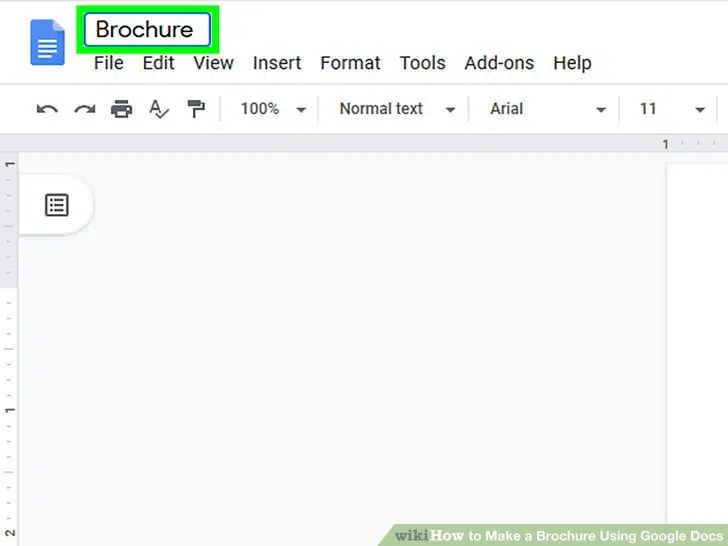 Brochure
File Edit View Insert Format Tools Add-ons Help
100% Normal text Arial 11
1
1
1
2
wikiHow to Make a Brochure Using Google Docs